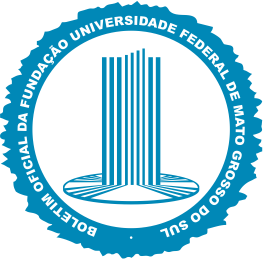 BOLETIM OFICIAL DA FUNDAÇÃO UNIVERSIDADE FEDERAL DE MATO GROSSO DO SUL